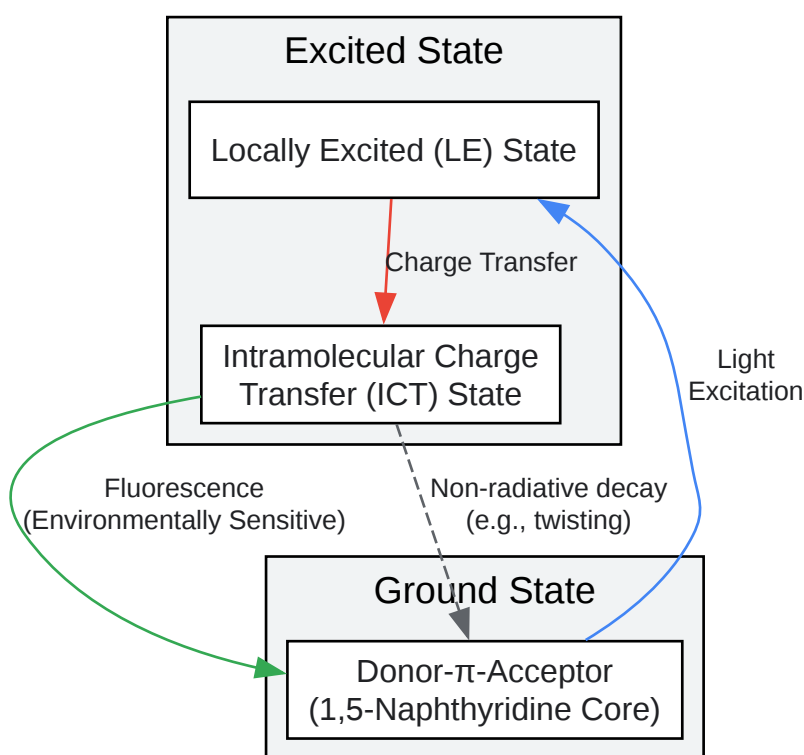 Excited State
Locally Excited (LE) State
Charge Transfer
Intramolecular Charge
Transfer (ICT) State
Light
Excitation
Fluorescence
(Environmentally Sensitive)
Non-radiative decay
(e.g., twisting)
Ground State
Donor-π-Acceptor
(1,5-Naphthyridine Core)